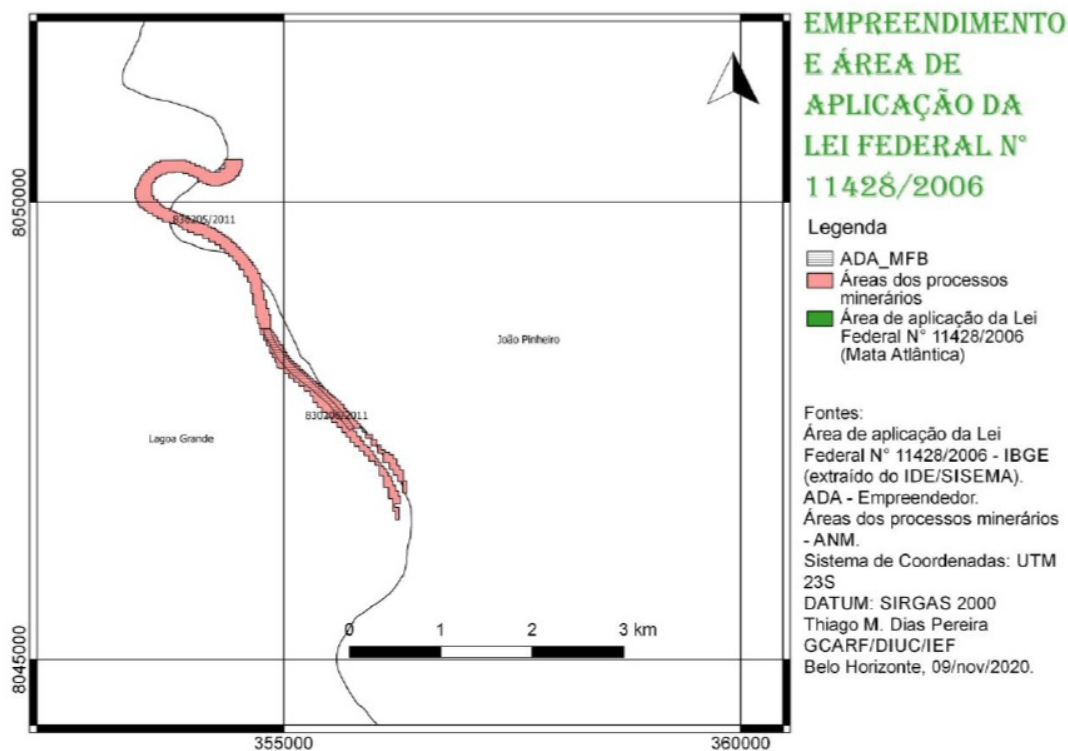 EMPREENDIMENTO
E ÁREA DE
APLICAÇÃO DA
LEI FEDERAL N°
11428/2006
Legenda
ADA_MFB
Áreas dos processos
minerários
Área de aplicação da Lei
Federal N° 11428/2006
(Mata Atlântica)
Fontes:
Área de aplicação da Lei
Federal N° 11428/2006 - IBGE
(extraído do IDE/SISEMA).
ADA - Empreendedor.
Áreas dos processos minerários
- ANM.
Sistema de Coordenadas: UTM
23S
DATUM: SIRGAS 2000
Thiago M. Dias Pereira
GCARF/DIUC/IEF
Belo Horizonte, 09/nov/2020.
8050000
830205/2011
João Pinheiro
Lagoa Grande
0 1 2 3 km
8045000
355000
360000